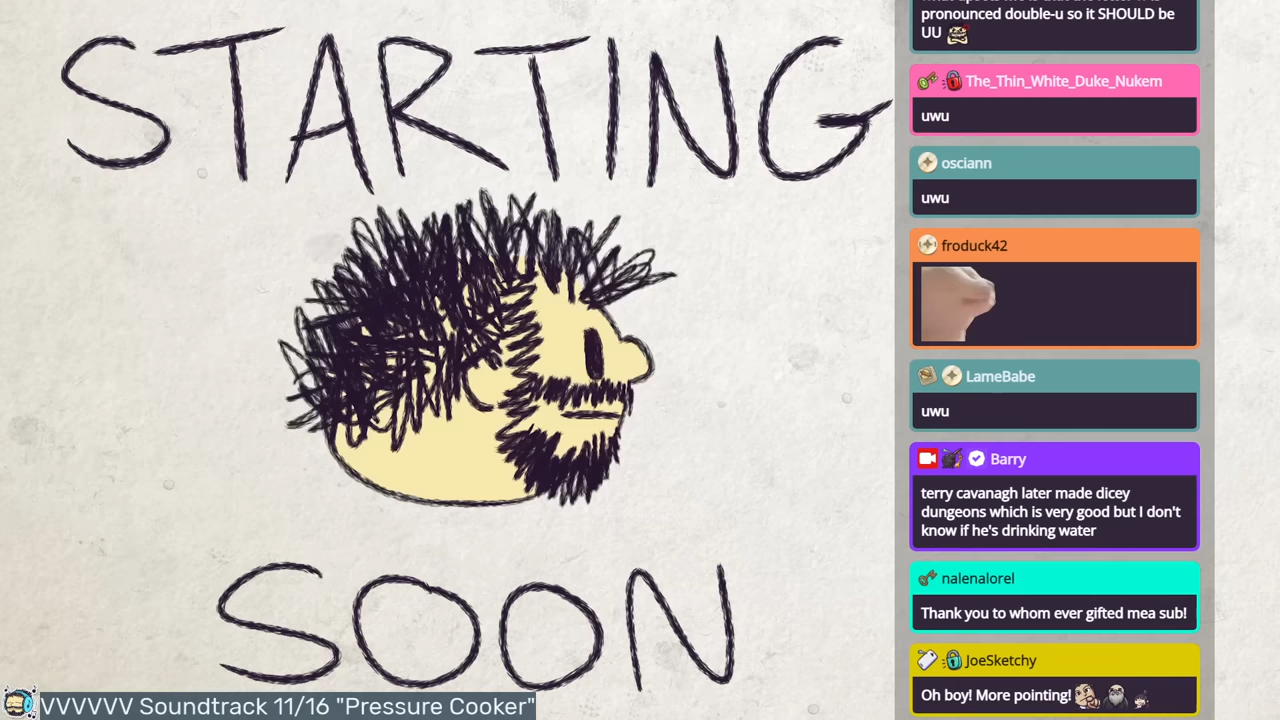 STARTING
SOON
pronounced double-u so it SHOULD be
UU
The_Thin_White_Duke_Nukem
uwu
osciann
uwu
froduck42
LameBabe
uwu
Barry
terry cavanagh later made dicey
dungeons which is very good but I don't
know if he's drinking water
nalenalorel
Thank you to whom ever gifted mea sub!
JoeSketchy
Oh boy! More pointing!
VVVVVV Soundtrack 11/16 "Pressure Cooker"